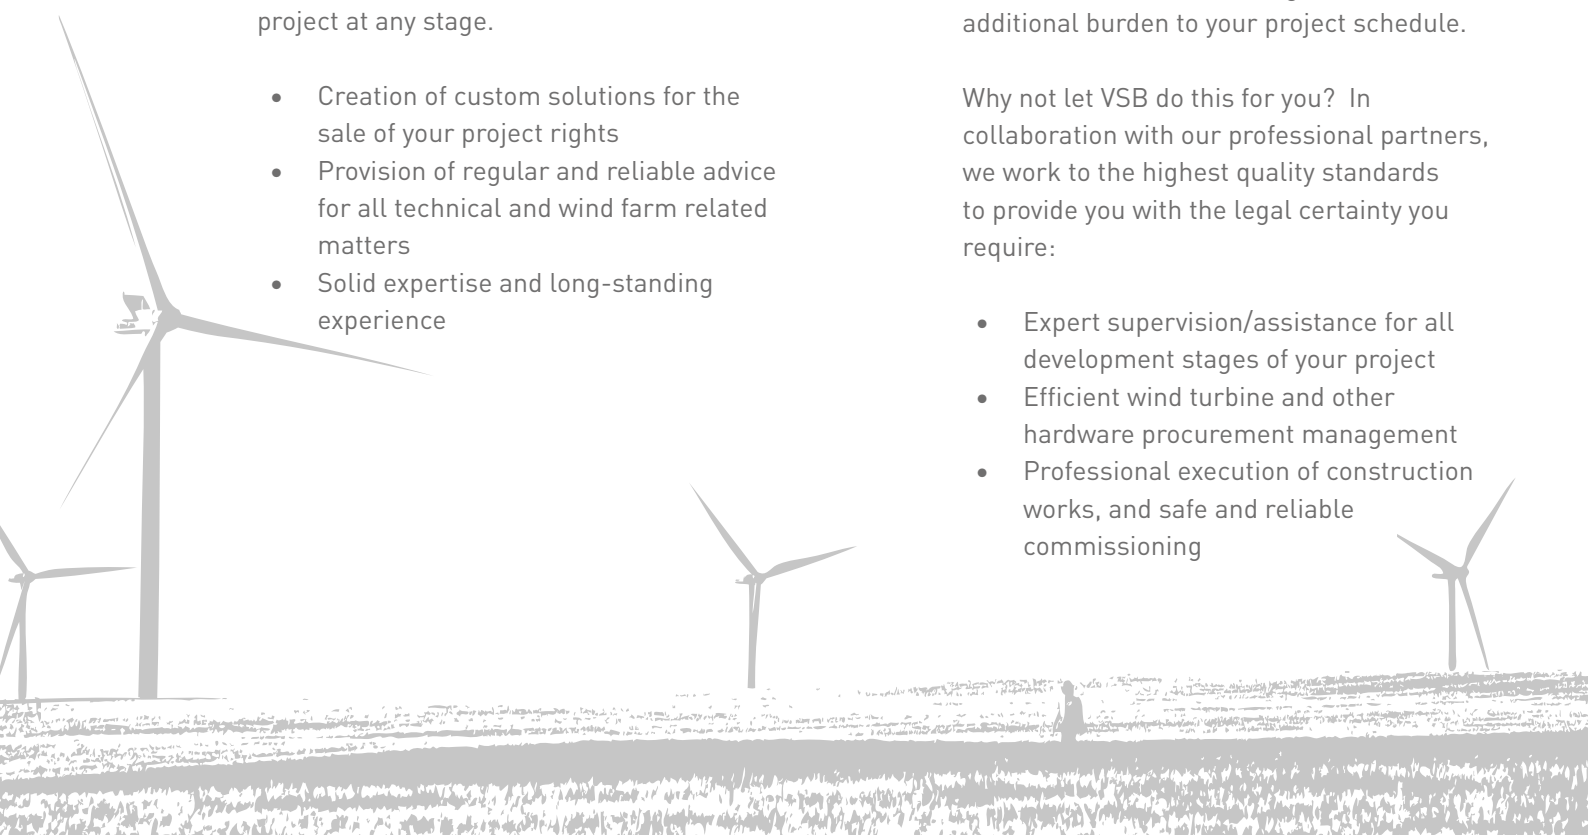 project at any stage.
• Creation of custom solutions for the
sale of your project rights
• Provision of regular and reliable advice
for all technical and wind farm related
matters
• Solid expertise and long-standing
experience
additional burden to your project schedule.
Why not let VSB do this for you?  In
collaboration with our professional partners,
we work to the highest quality standards
to provide you with the legal certainty you
require:
• Expert supervision/assistance for all
development stages of your project
• Efficient wind turbine and other
hardware procurement management
• Professional execution of construction
works, and safe and reliable
commissioning